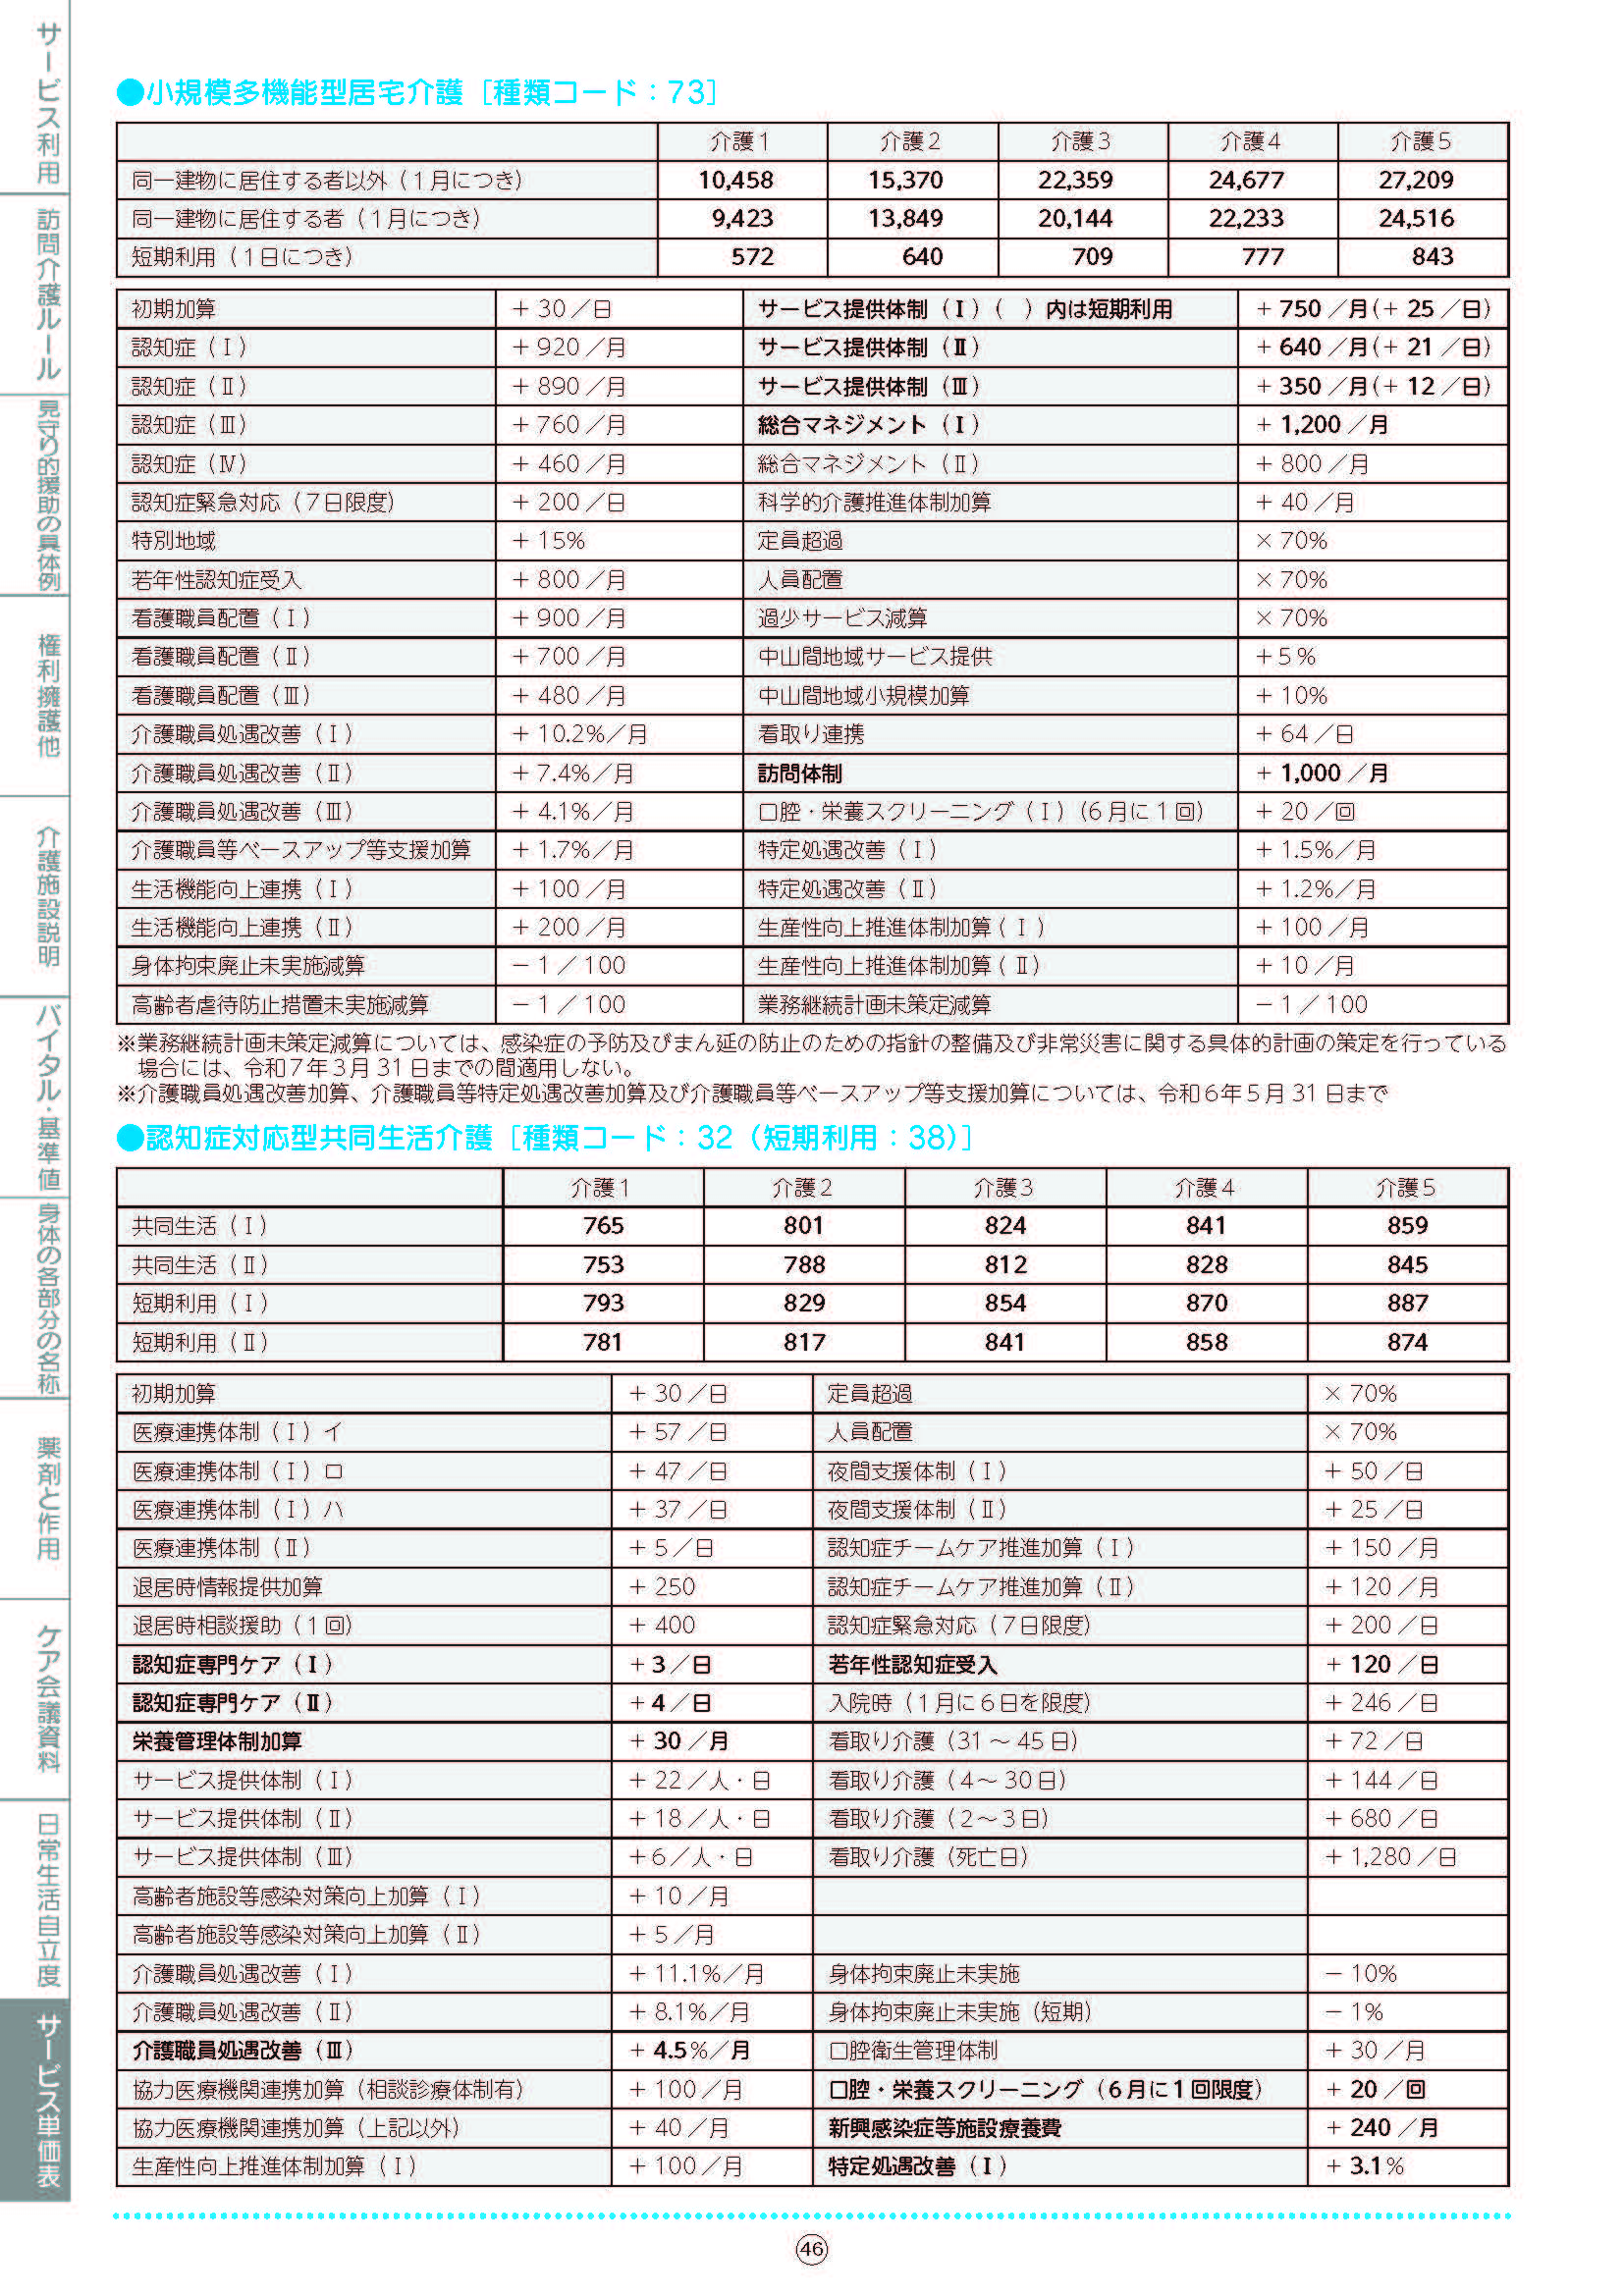 サービス利用
訪問介護ルール
見守り的援助の具体例
権利擁護他
介護施設説明
バイタル・基準値
身体の各部分の名称
薬剤と作用
ケア会議資料
日常生活自立度
サービス単価表
●小規模多機能型居宅介護［種類コード：73］
介護1 介護2 介護3 介護4 介護5
同一建物に居住する者以外（1月につき） 10,458 15,370 22,359 24,677 27,209
同一建物に居住する者（1月につき） 9,423 13,849 20,144 22,233 24,516
短期利用（1日につき） 572 640 709 777 843
初期加算 ＋30／日 サービス提供体制（Ⅰ）（　）内は短期利用 ＋750／月(＋25／日)
認知症（Ⅰ） ＋920／月 サービス提供体制（Ⅱ） ＋640／月(＋21／日)
認知症（Ⅱ） ＋890／月 サービス提供体制（Ⅲ） ＋350／月(＋12／日)
認知症（Ⅲ） ＋760／月 総合マネジメント（Ⅰ） ＋1,200／月
認知症（Ⅳ） ＋460／月 総合マネジメント（Ⅱ） ＋800／月
認知症緊急対応（7日限度） ＋200／日 科学的介護推進体制加算 ＋40／月
特別地域 ＋15% 定員超過 ×70%
若年性認知症受入 ＋800／月 人員配置 ×70%
看護職員配置（Ⅰ） ＋900／月 過少サービス減算 ×70%
看護職員配置（Ⅱ） ＋700／月 中山間地域サービス提供 ＋5%
看護職員配置（Ⅲ） ＋480／月 中山間地域小規模加算 ＋10%
介護職員処遇改善（Ⅰ） ＋10.2%／月 看取り連携 ＋64／日
介護職員処遇改善（Ⅱ） ＋7.4%／月 訪問体制 ＋1,000／月
介護職員処遇改善（Ⅲ） ＋4.1%／月 口腔・栄養スクリーニング（Ⅰ）(6月に1回) ＋20／回
介護職員等ベースアップ等支援加算 ＋1.7%／月 特定処遇改善（Ⅰ） ＋1.5%／月
生活機能向上連携（Ⅰ） ＋100／月 特定処遇改善（Ⅱ） ＋1.2%／月
生活機能向上連携（Ⅱ） ＋200／月 生産性向上推進体制加算(Ⅰ) ＋100／月
身体拘束廃止未実施減算 －1／100 生産性向上推進体制加算(Ⅱ) ＋10／月
高齢者虐待防止措置未実施減算 －1／100 業務継続計画未策定減算 －1／100
※業務継続計画未策定減算については、感染症の予防及びまん延の防止のための指針の整備及び非常災害に関する具体的計画の策定を行っている
場合には、令和7年3月31日までの間適用しない。
※介護職員処遇改善加算、介護職員等特定処遇改善加算及び介護職員等ベースアップ等支援加算については、令和6年5月31日まで
●認知症対応型共同生活介護［種類コード：32（短期利用：38）］
介護1 介護2 介護3 介護4 介護5
共同生活（Ⅰ） 765 801 824 841 859
共同生活（Ⅱ） 753 788 812 828 845
短期利用（Ⅰ） 793 829 854 870 887
短期利用（Ⅱ） 781 817 841 858 874
初期加算 ＋30／日 定員超過 ×70%
医療連携体制（Ⅰ）イ ＋57／日 人員配置 ×70%
医療連携体制（Ⅰ）ロ ＋47／日 夜間支援体制（Ⅰ） ＋50／日
医療連携体制（Ⅰ）ハ ＋37／日 夜間支援体制（Ⅱ） ＋25／日
医療連携体制（Ⅱ） ＋5／日 認知症チームケア推進加算（Ⅰ） ＋150／月
退居時情報提供加算 ＋250 認知症チームケア推進加算（Ⅱ） ＋120／月
退居時相談援助（1回） ＋400 認知症緊急対応（7日限度） ＋200／日
認知症専門ケア（Ⅰ） ＋3／日 若年性認知症受入 ＋120／日
認知症専門ケア（Ⅱ） ＋4／日 入院時（1月に6日を限度） ＋246／日
栄養管理体制加算 ＋30／月 看取り介護（31～45日） ＋72／日
サービス提供体制（Ⅰ） ＋22／人・日 看取り介護（4～30日） ＋144／日
サービス提供体制（Ⅱ） ＋18／人・日 看取り介護（2～3日） ＋680／日
サービス提供体制（Ⅲ） ＋6／人・日 看取り介護（死亡日） ＋1,280／日
高齢者施設等感染対策向上加算（Ⅰ） ＋10／月
高齢者施設等感染対策向上加算（Ⅱ） ＋5／月
介護職員処遇改善（Ⅰ） ＋11.1%／月 身体拘束廃止未実施 －10%
介護職員処遇改善（Ⅱ） ＋8.1%／月 身体拘束廃止未実施（短期） －1%
介護職員処遇改善（Ⅲ） ＋4.5%／月 口腔衛生管理体制 ＋30／月
協力医療機関連携加算（相談診療体制有） ＋100／月 口腔・栄養スクリーニング（6月に1回限度） ＋20／回
協力医療機関連携加算（上記以外） ＋40／月 新興感染症等施設療養費 ＋240／月
生産性向上推進体制加算（Ⅰ） ＋100／月 特定処遇改善（Ⅰ） ＋3.1%
46